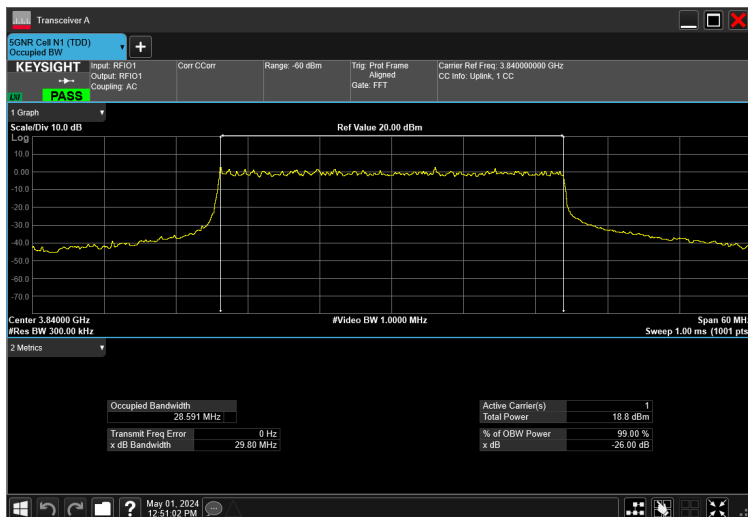 Transceiver A
5GNR Cell N1 (TDD)
Occupied BW
+
KEYSIGHT
LXI
PASS
Input: RFIO1
Output: RFIO1
Coupling: AC
Corr CCorr
Range: -60 dBm
Trig: Prot Frame
Aligned
Gate: FFT
Carrier Ref Freq: 3.840000000 GHz
CC Info: Uplink, 1 CC
1 Graph
Scale/Div 10.0 dB
Ref Value 20.00 dBm
Log
10.0
0.00
-10.0
-20.0
-30.0
-40.0
-50.0
-60.0
-70.0
Center 3.84000 GHz
#Video BW 1.0000 MHz
Span 60 MH
#Res BW 300.00 kHz
Sweep 1.00 ms (1001 pts
2 Metrics
Occupied Bandwidth
28.591 MHz
Transmit Freq Error 0 Hz
x dB Bandwidth 29.80 MHz
Active Carrier(s) 1
Total Power 18.8 dBm
% of OBW Power 99.00 %
x dB -26.00 dB
?
May 01, 2024
12:51:02 PM